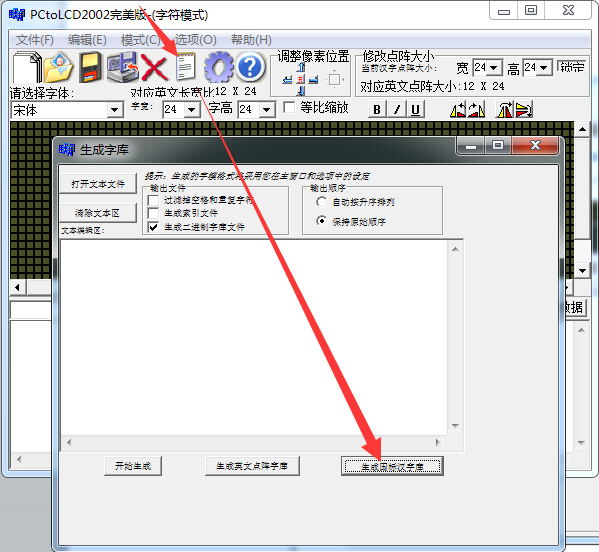 PCtoLCD2002完美版-(字符模式)
文件(F) 编辑(E) 模式(C) 选项(O) 帮助(H)
调整像素位置 修改点阵大小
当前汉字点阵大小: 宽 24 高 24 锁定
请选择字体: 对应英文长宽比12 X 24 对应英文点阵大小:12 X 24
宋体 字宽: 24 字高 24 等比缩放 B I U
生成字库
提示: 生成的字模格式将采用您在主窗口和选项中的设定
打开文本文件 输出文件 输出顺序
过滤掉空格和重复字符 自动按升序排列
清除文本区 生成索引文件
生成二进制字库文件 保持原始顺序
文本编辑区:
数据
开始生成 生成英文点阵字库 生成国标汉字库